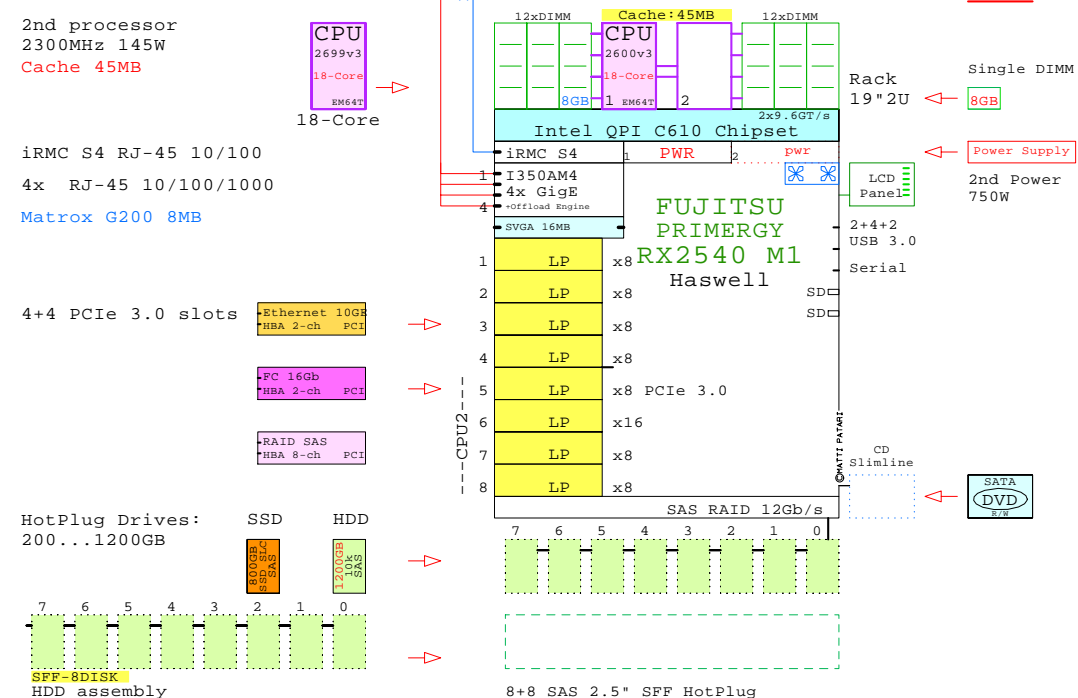 2nd processor
2300MHz 145W
Cache 45MB
CPU
2699v3
18-Core
EM64T
18-Core
12xDIMM
Cache:45MB
12xDIMM
CPU
2600v3
18-Core
8GB
1 EM64T
2
2x9.6GT/s
Intel QPI C610 Chipset
Rack
19"2U
Single DIMM
8GB
iRMC S4 RJ-45 10/100
4x RJ-45 10/100/1000
Matrox G200 8MB
iRMC S4
1 PWR
2 pwr
Power Supply
2nd Power
750W
1 I350AM4
4x GigE
4 +Offload Engine
SVGA 16MB
LCD
Panel
FUJITSU
PRIMERGY
RX2540 M1
Haswell
2+4+2
USB 3.0
Serial
SD
SD
1 LP x8
2 LP x8
3 LP x8
4 LP x8
5 LP x8 PCIe 3.0
6 LP x16
7 LP x8
8 LP x8
---CPU2---
4+4 PCIe 3.0 slots
Ethernet 10GB
HBA 2-ch PCI
FC 16Gb
HBA 2-ch PCI
RAID SAS
HBA 8-ch PCI
©MATTI PATARI
CD
Slimline
SATA
DVD
R/W
SAS RAID 12Gb/s
7 6 5 4 3 2 1 0
HotPlug Drives: SSD HDD
200...1200GB
800GB
SSD SLC
SAS
1200GB
10k
SAS
7 6 5 4 3 2 1 0
SFF-8DISK
HDD assembly
8+8 SAS 2.5" SFF HotPlug